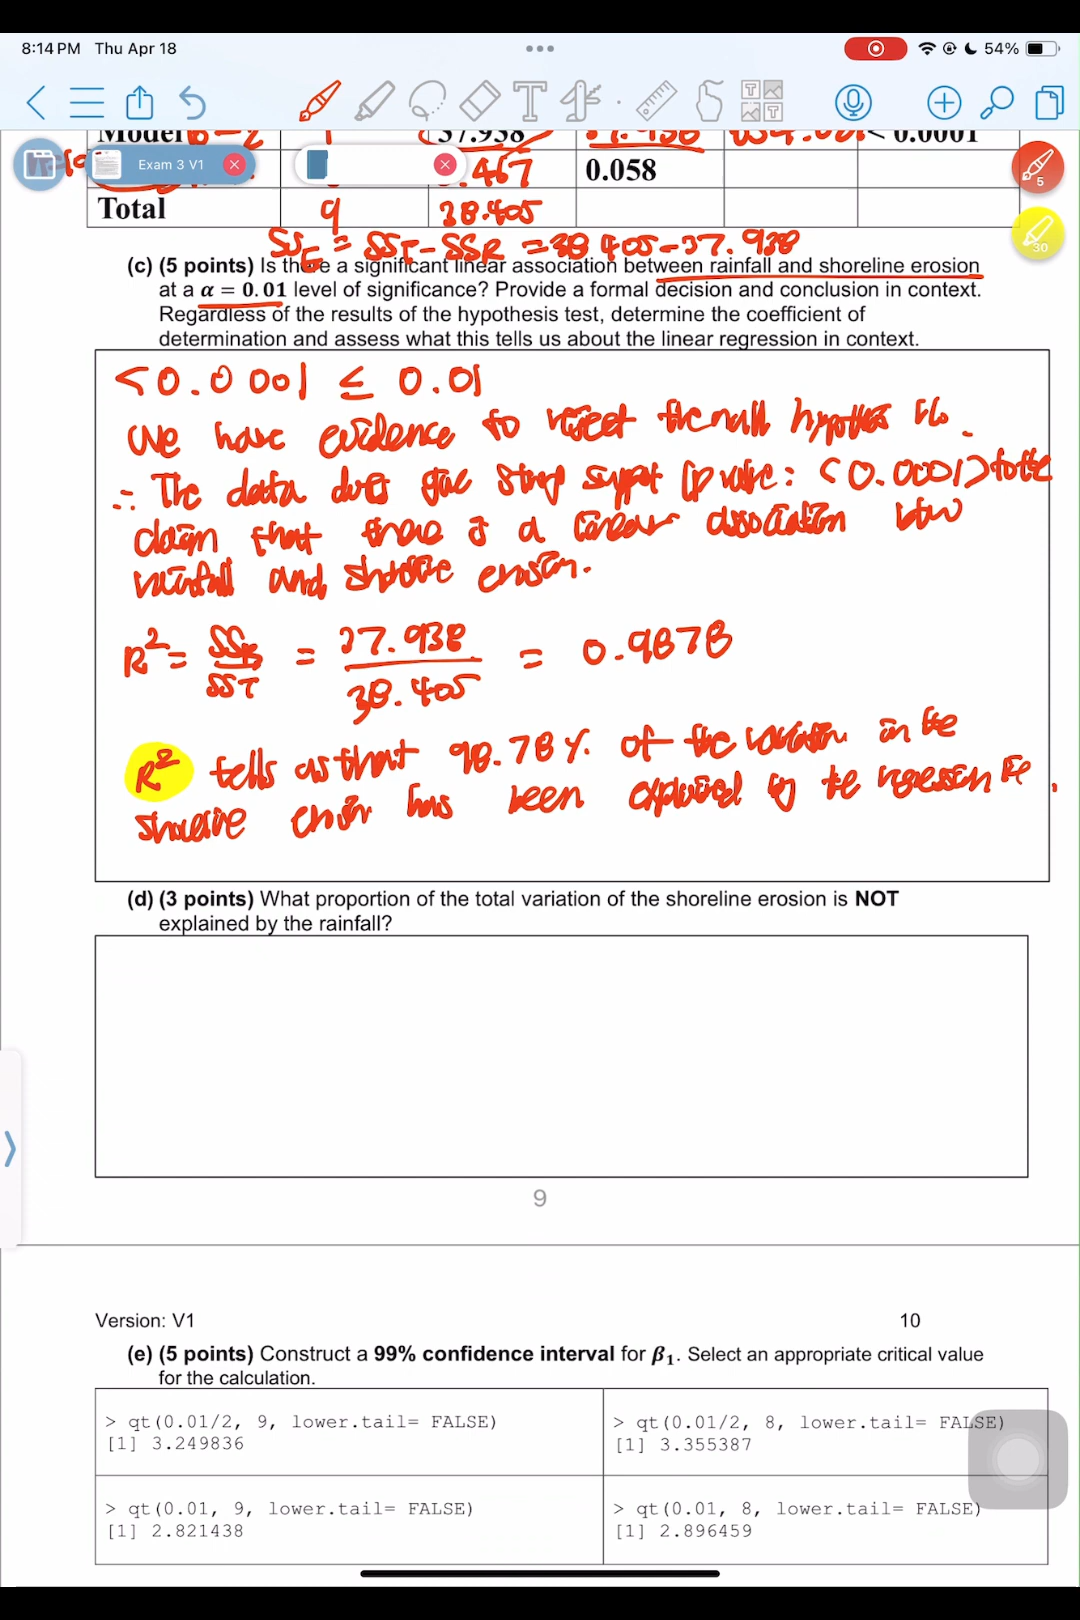 8:14 PM Thu Apr 18
54%
Model
1
37.938
< 0.0001
Exam 3 V1
.467 0.058
Total 9 38.405
SSE = SST - SSR = 38.405 - 37.938
5
30
(c) (5 points) Is there a significant linear association between rainfall and shoreline erosion
at a α = 0.01 level of significance? Provide a formal decision and conclusion in context.
Regardless of the results of the hypothesis test, determine the coefficient of
determination and assess what this tells us about the linear regression in context.
<0.0001 ≤ 0.01
We have evidence to reject the null hypothesis Ho.
∴ The data does give strong support (p value: <0.0001) to the
claim that there is a linear association btw
rainfall and shoreline erosion.
R² = SSR/SST = 37.938/38.405 = 0.9878
R² tells us that 98.78% of the variation in the
shoreline erosion has been explained by the regression line.
(d) (3 points) What proportion of the total variation of the shoreline erosion is NOT
explained by the rainfall?
9
Version: V1 10
(e) (5 points) Construct a 99% confidence interval for β₁. Select an appropriate critical value
for the calculation.
> qt(0.01/2, 9, lower.tail= FALSE)
[1] 3.249836
> qt(0.01/2, 8, lower.tail= FALSE)
[1] 3.355387
> qt(0.01, 9, lower.tail= FALSE)
[1] 2.821438
> qt(0.01, 8, lower.tail= FALSE)
[1] 2.896459